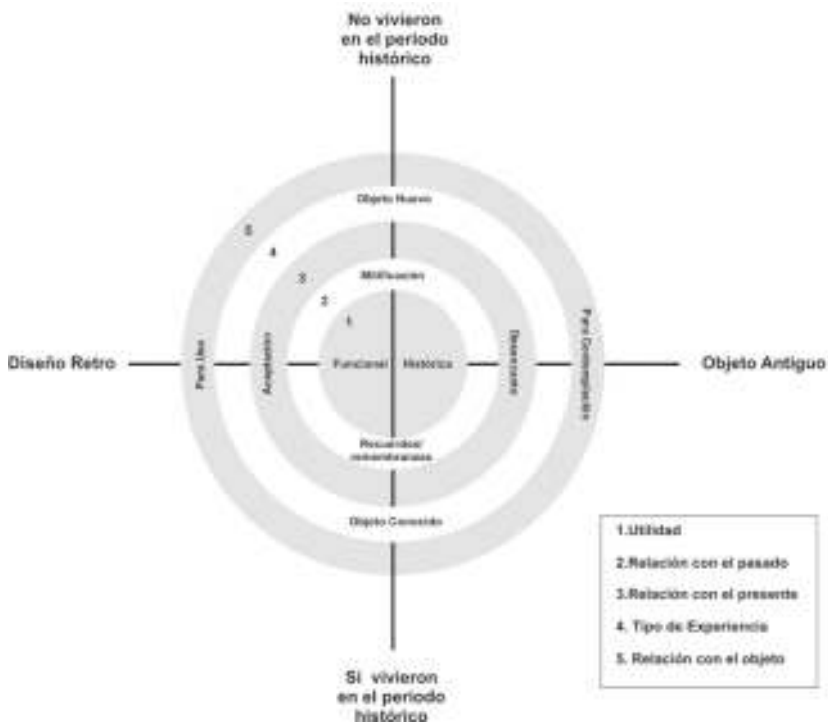 No vivieron
en el periodo
histórico
Objeto Nuevo
5
4
3
2
1
Mitificación
Diseño Retro
Para Uso
Aceptación
Funcional
Histórico
Desencanto
Para Contemplación
Objeto Antiguo
Recuerdos/
remembranzas
Objeto Conocido
1.Utilidad
2.Relación con el pasado
3.Relación con el presente
4. Tipo de Experiencia
5. Relación con el objeto
Si vivieron
en el periodo
histórico